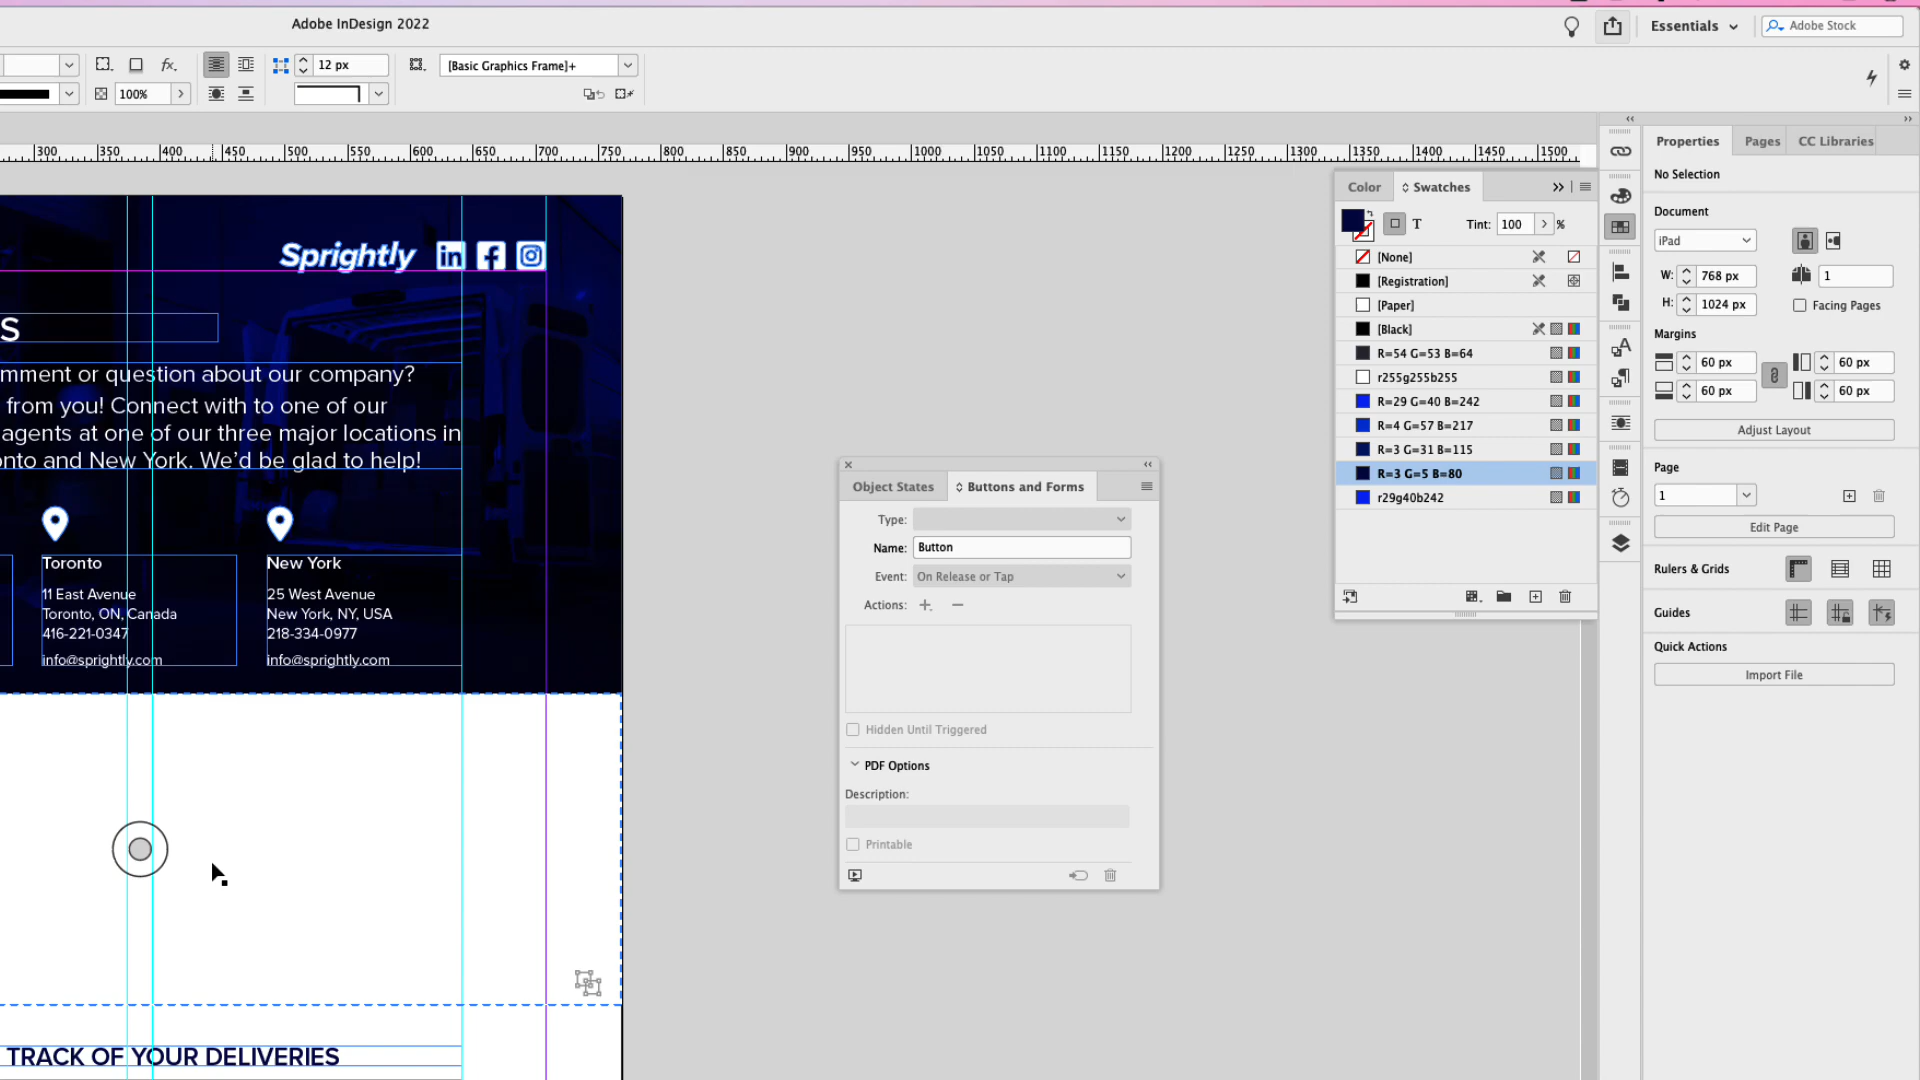 Adobe InDesign 2022
Essentials
Adobe Stock
fx.
12 px
[Basic Graphics Frame]+
100%
300 350 400 450 500 550 600 650 700 750 800 850 900 950 1000 1050 1100 1150 1200 1250 1300 1350 1400 1450 1500
Properties
Pages
CC Libraries
No Selection
Document
iPad
W:
768 px
1
H:
1024 px
Facing Pages
Margins
60 px
60 px
60 px
60 px
Adjust Layout
Page
1
Edit Page
Rulers & Grids
Guides
Quick Actions
Import File
Color
Swatches
T
Tint:
100
%
[None]
[Registration]
[Paper]
[Black]
R=54 G=53 B=64
r255g255b255
R=29 G=40 B=242
R=4 G=57 B=217
R=3 G=31 B=115
R=3 G=5 B=80
r29g40b242
Sprightly
in
S
mment or question about our company?
from you! Connect with to one of our
agents at one of our three major locations in
onto and New York. We'd be glad to help!
Toronto
11 East Avenue
Toronto, ON, Canada
416-221-0347
info@sprightly.com
New York
25 West Avenue
New York, NY, USA
218-334-0977
info@sprightly.com
Object States
Buttons and Forms
Type:
Name:
Button
Event:
On Release or Tap
Actions:
Hidden Until Triggered
PDF Options
Description:
Printable
TRACK OF YOUR DELIVERIES